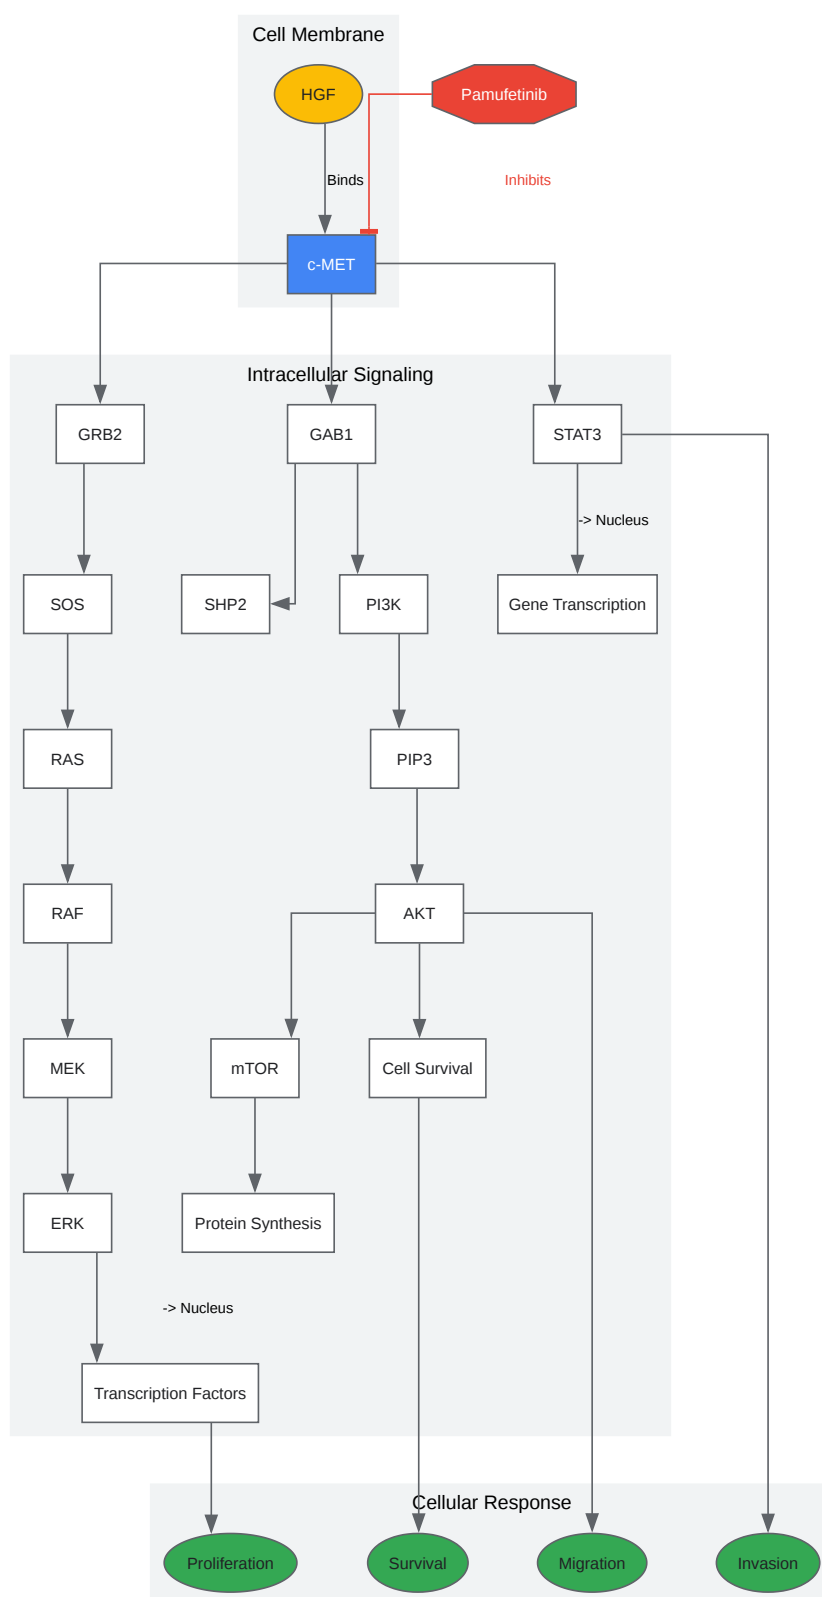 Cell Membrane
HGF
Pamufetinib
Binds
Inhibits
c-MET
Intracellular Signaling
GRB2
GAB1
STAT3
-> Nucleus
SOS
SHP2
PI3K
Gene Transcription
RAS
PIP3
RAF
AKT
MEK
mTOR
Cell Survival
ERK
Protein Synthesis
-> Nucleus
Transcription Factors
Cellular Response
Proliferation
Survival
Migration
Invasion